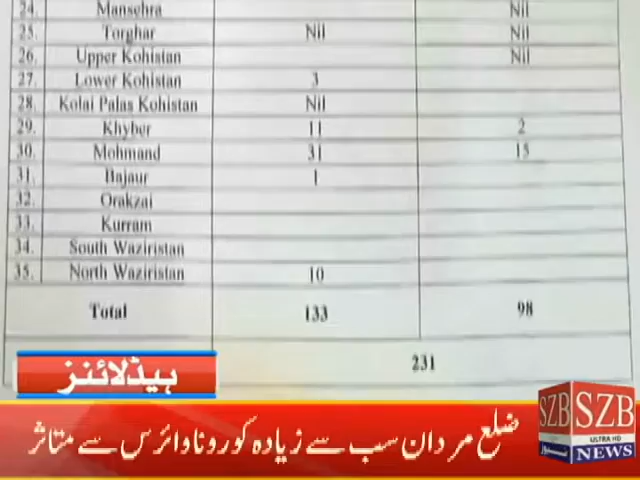 24. Mansehra Nil
25. Torghar Nil Nil
26. Upper Kohistan Nil
27. Lower Kohistan 3
28. Kolai Palas Kohistan Nil
29. Khyber 11 2
30. Mohmand 31 15
31. Bajaur 1
32. Orakzai
33. Kurram
34. South Waziristan
35. North Waziristan 10
Total 133 98
231
ہیڈلائنز
ضلع مردان سب سے زیادہ کورونا وائرس سے متاثر
SZB SZB
ULTRA HD
نیوز NEWS